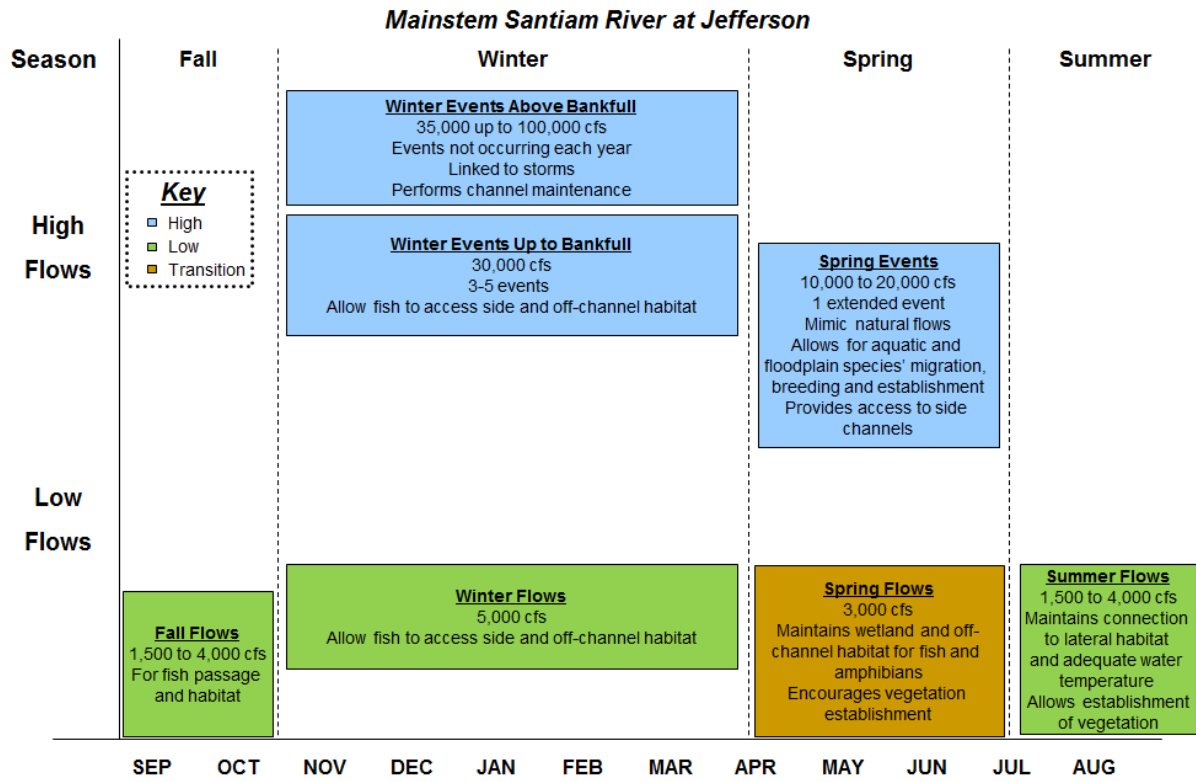 Mainstem Santiam River at Jefferson
Season
Fall
Winter
Spring
Summer
Winter Events Above Bankfull
35,000 up to 100,000 cfs
Events not occurring each year
Linked to storms
Performs channel maintenance
Key
High
Low
Transition
High
Flows
Winter Events Up to Bankfull
30,000 cfs
3-5 events
Allow fish to access side and off-channel habitat
Spring Events
10,000 to 20,000 cfs
1 extended event
Mimic natural flows
Allows for aquatic and
floodplain species' migration,
breeding and establishment
Provides access to side
channels
Low
Flows
Fall Flows
1,500 to 4,000 cfs
For fish passage
and habitat
Winter Flows
5,000 cfs
Allow fish to access side and off-channel habitat
Spring Flows
3,000 cfs
Maintains wetland and off-
channel habitat for fish and
amphibians
Encourages vegetation
establishment
Summer Flows
1,500 to 4,000 cfs
Maintains connection
to lateral habitat
and adequate water
temperature
Allows establishment
of vegetation
SEP OCT NOV DEC JAN FEB MAR APR MAY JUN JUL AUG